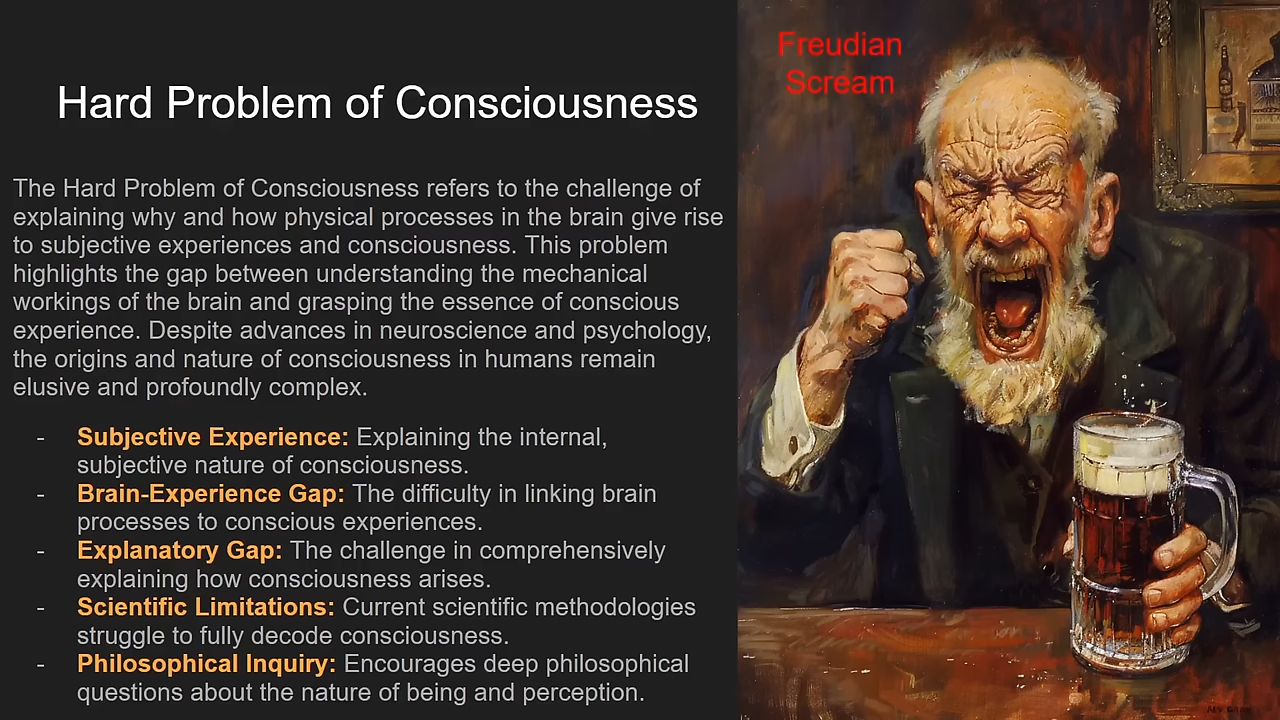 Hard Problem of Consciousness
The Hard Problem of Consciousness refers to the challenge of
explaining why and how physical processes in the brain give rise
to subjective experiences and consciousness. This problem
highlights the gap between understanding the mechanical
workings of the brain and grasping the essence of conscious
experience. Despite advances in neuroscience and psychology,
the origins and nature of consciousness in humans remain
elusive and profoundly complex.
- Subjective Experience: Explaining the internal,
subjective nature of consciousness.
- Brain-Experience Gap: The difficulty in linking brain
processes to conscious experiences.
- Explanatory Gap: The challenge in comprehensively
explaining how consciousness arises.
- Scientific Limitations: Current scientific methodologies
struggle to fully decode consciousness.
- Philosophical Inquiry: Encourages deep philosophical
questions about the nature of being and perception.
Freudian
Scream